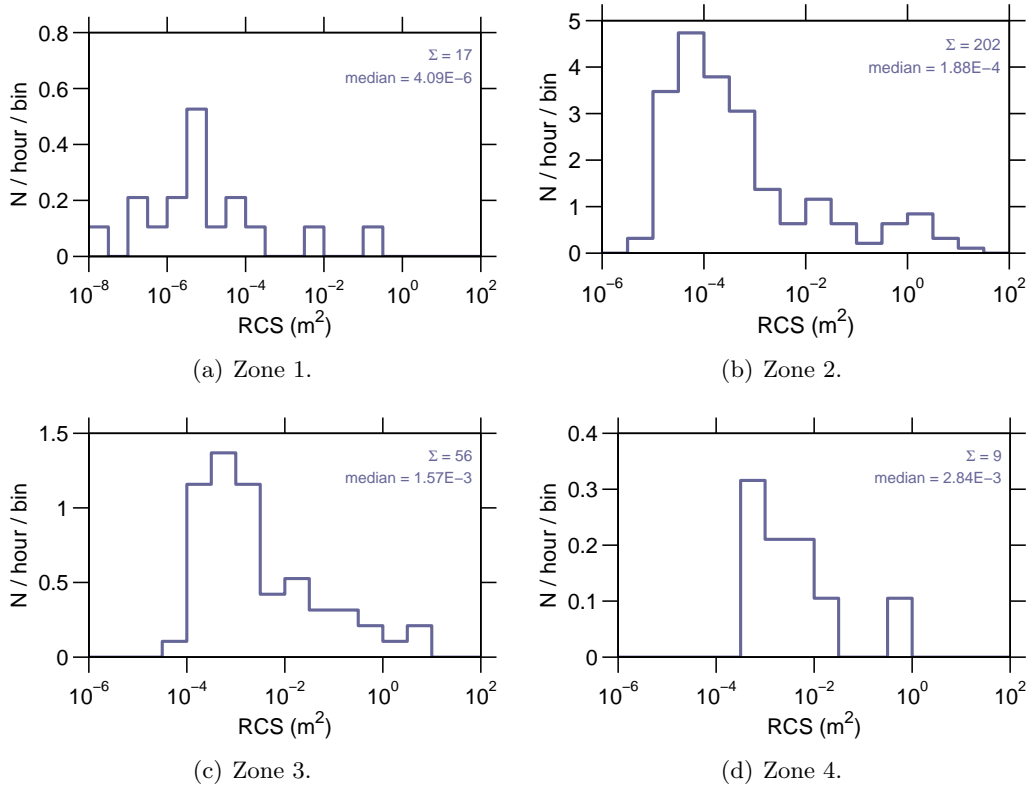 0.8
0.6
0.4
0.2
0
N / hour / bin
Σ = 17
median = 4.09E−6
10−8 10−6 10−4 10−2 100 102
RCS (m2)
(a) Zone 1.
5
4
3
2
1
0
N / hour / bin
Σ = 202
median = 1.88E−4
10−6 10−4 10−2 100 102
RCS (m2)
(b) Zone 2.
1.5
1
0.5
0
N / hour / bin
Σ = 56
median = 1.57E−3
10−6 10−4 10−2 100 102
RCS (m2)
(c) Zone 3.
0.4
0.3
0.2
0.1
0
N / hour / bin
Σ = 9
median = 2.84E−3
10−6 10−4 10−2 100 102
RCS (m2)
(d) Zone 4.